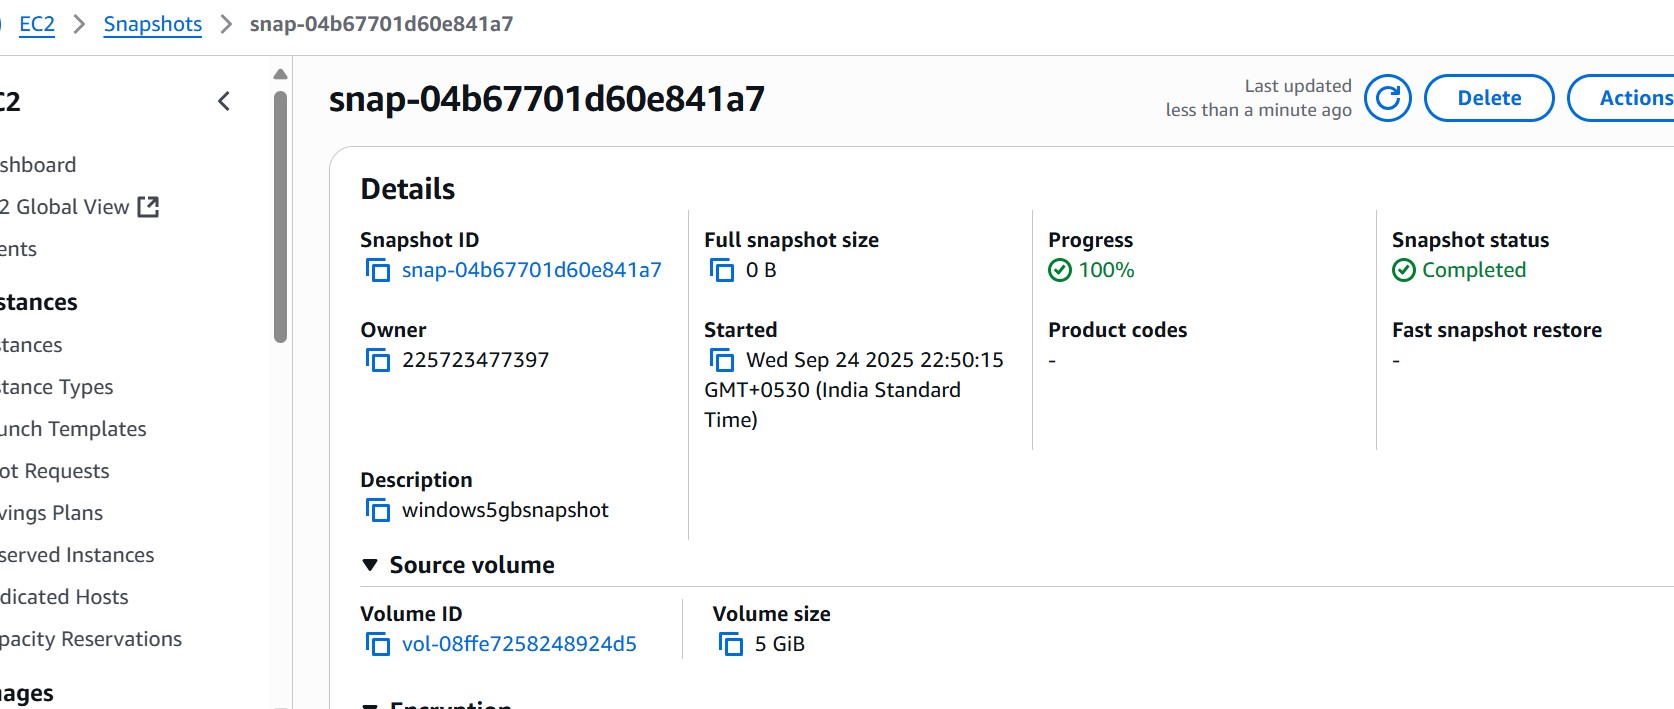 EC2 > Snapshots > snap-04b67701d60e841a7
C2
shboard
2 Global View
ents
stances
tances
tance Types
unch Templates
ot Requests
vings Plans
served Instances
dicated Hosts
pacity Reservations
nages
snap-04b67701d60e841a7
Last updated
less than a minute ago
Delete
Actions
Details
Snapshot ID
snap-04b67701d60e841a7
Full snapshot size
0 B
Progress
100%
Snapshot status
Completed
Owner
225723477397
Started
Wed Sep 24 2025 22:50:15
GMT+0530 (India Standard
Time)
Product codes
-
Fast snapshot restore
-
Description
windows5gbsnapshot
Source volume
Volume ID
vol-08ffe7258248924d5
Volume size
5 GiB
Encryption